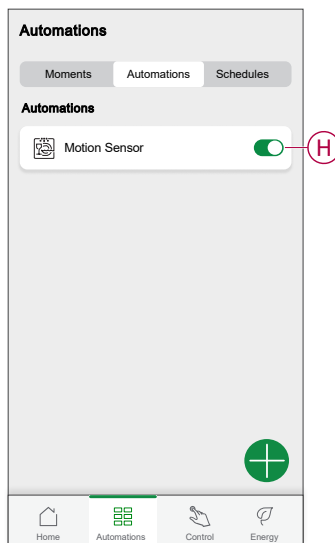 Automations
Moments Automations Schedules
Automations
Motion Sensor
H
Home Automations Control Energy